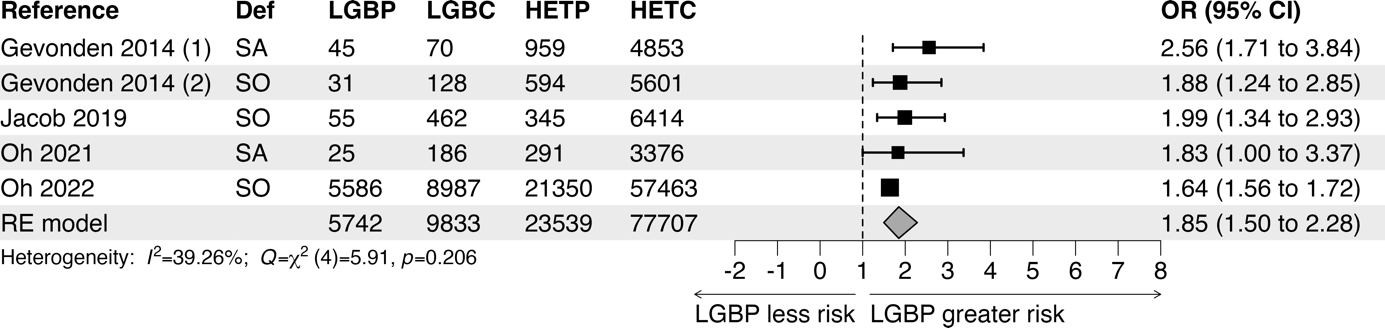 Reference Def LGBP LGBC HETP HETC OR (95% CI)
Gevonden 2014 (1) SA 45 70 959 4853 2.56 (1.71 to 3.84)
Gevonden 2014 (2) SO 31 128 594 5601 1.88 (1.24 to 2.85)
Jacob 2019 SO 55 462 345 6414 1.99 (1.34 to 2.93)
Oh 2021 SA 25 186 291 3376 1.83 (1.00 to 3.37)
Oh 2022 SO 5586 8987 21350 57463 1.64 (1.56 to 1.72)
RE model 5742 9833 23539 77707 1.85 (1.50 to 2.28)
Heterogeneity: I²=39.26%; Q=χ² (4)=5.91, p=0.206
-2 -1 0 1 2 3 4 5 6 7 8
LGBP less risk LGBP greater risk